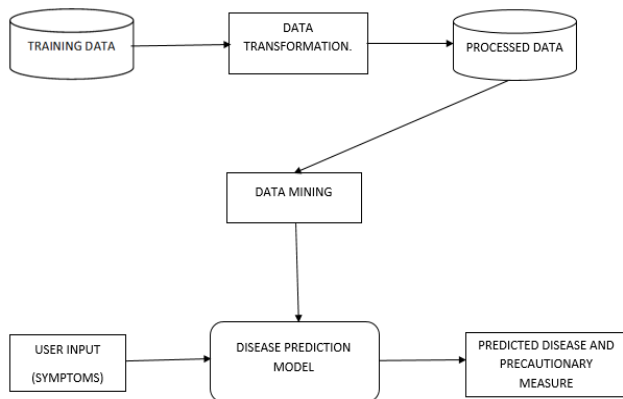 TRAINING DATA
DATA
TRANSFORMATION.
PROCESSED DATA
DATA MINING
USER INPUT
(SYMPTOMS)
DISEASE PREDICTION
MODEL
PREDICTED DISEASE AND
PRECAUTIONARY
MEASURE